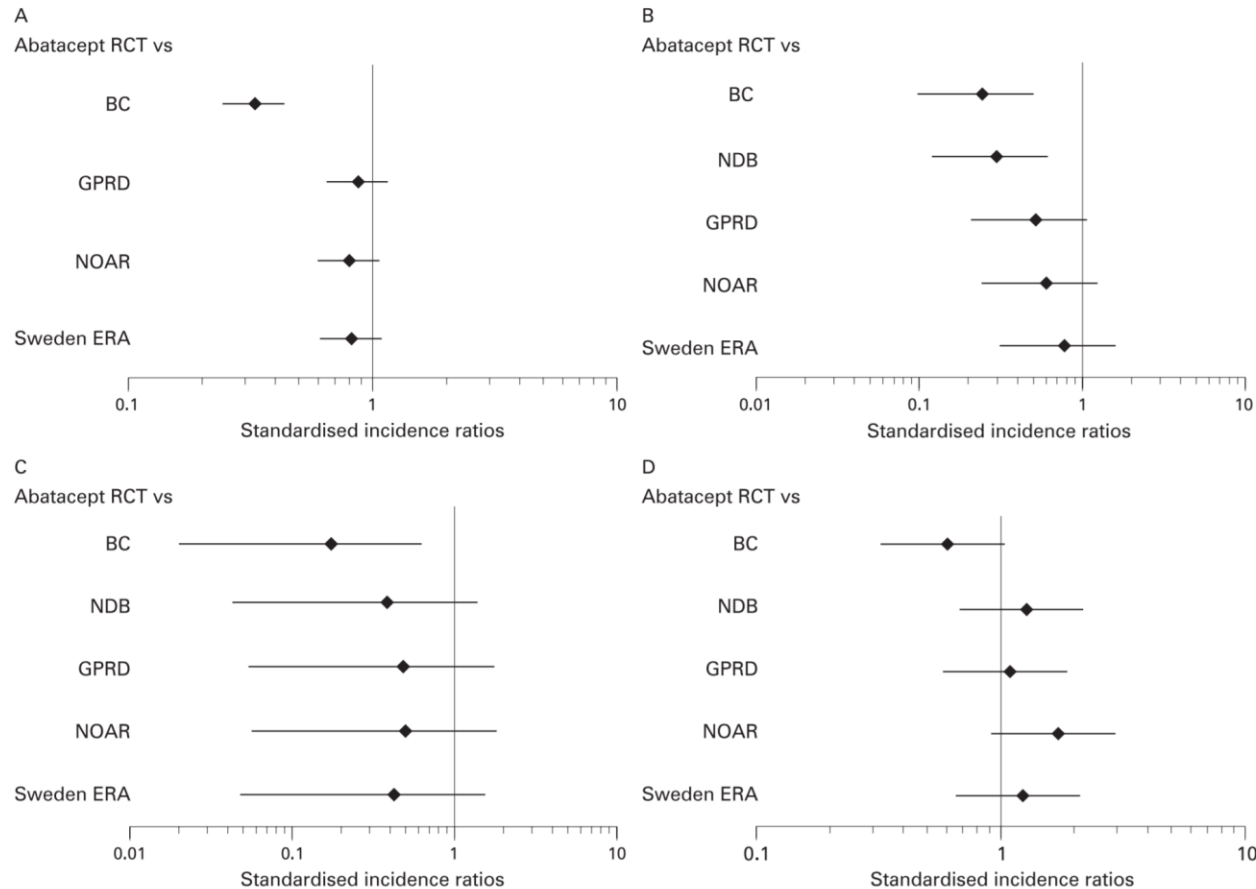 A
Abatacept RCT vs
BC
GPRD
NOAR
Sweden ERA
0.1 1 10
Standardised incidence ratios
B
Abatacept RCT vs
BC
NDB
GPRD
NOAR
Sweden ERA
0.01 0.1 1 10
Standardised incidence ratios
C
Abatacept RCT vs
BC
NDB
GPRD
NOAR
Sweden ERA
0.01 0.1 1 10
Standardised incidence ratios
D
Abatacept RCT vs
BC
NDB
GPRD
NOAR
Sweden ERA
0.1 1 10
Standardised incidence ratios